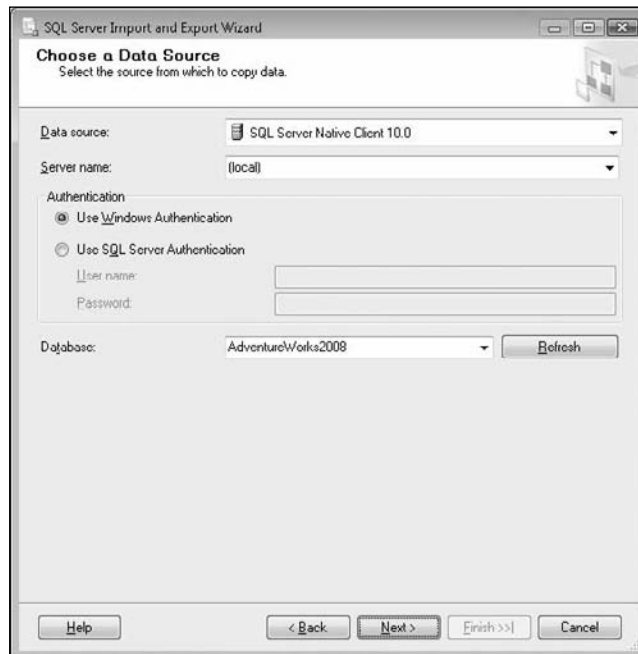 SQL Server Import and Export Wizard
Choose a Data Source
Select the source from which to copy data.
Data source: SQL Server Native Client 10.0
Server name: (local)
Authentication
Use Windows Authentication
Use SQL Server Authentication
User name:
Password:
Database: AdventureWorks2008 Refresh
Help < Back Next > Finish >>| Cancel